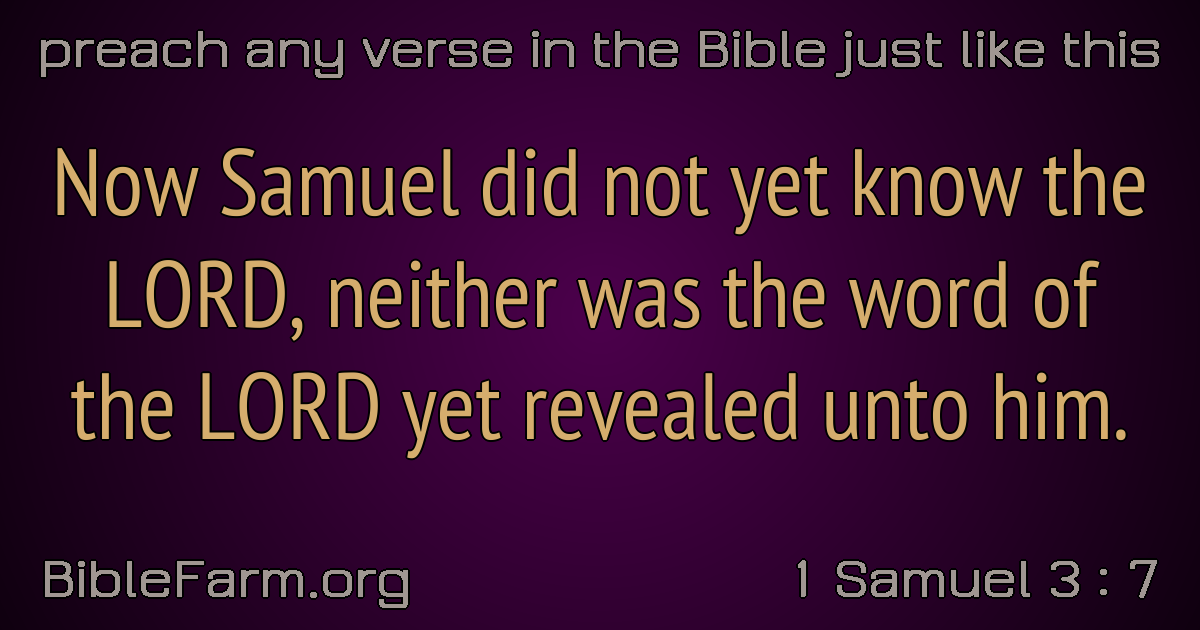 preach any verse in the Bible just like this
Now Samuel did not yet know the
LORD, neither was the word of
the LORD yet revealed unto him.
BibleFarm.org
1 Samuel 3 : 7